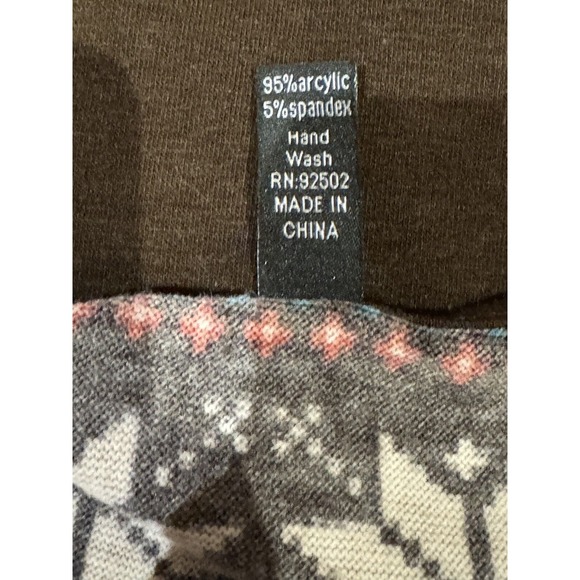 95%arcylic
5%spandex
Hand
Wash
RN:92502
MADE IN
CHINA